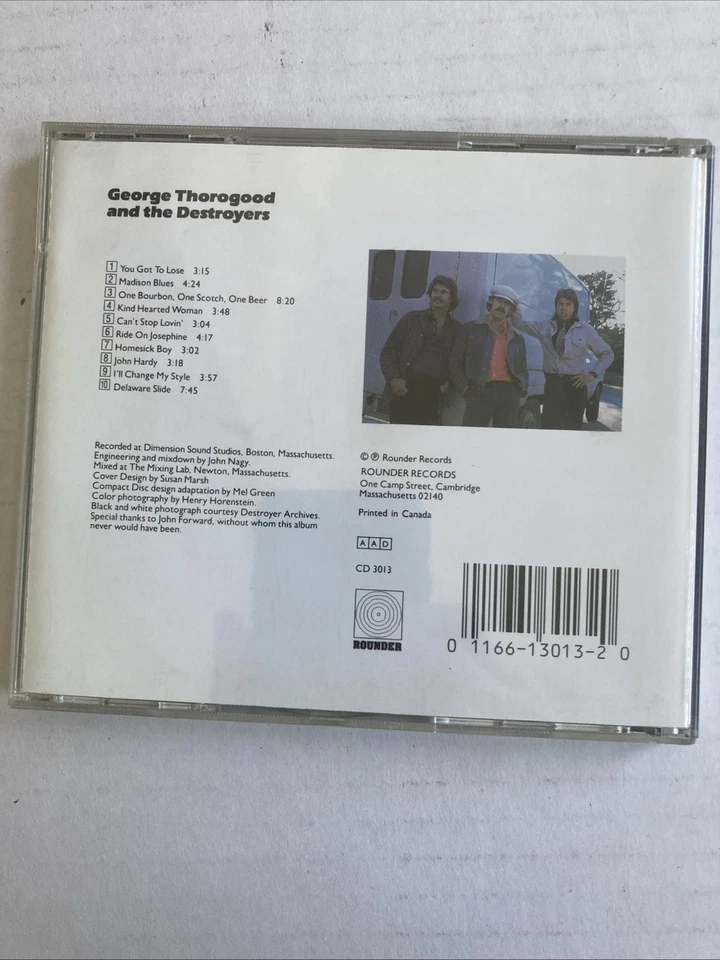 George Thorogood
and the Destroyers
1 You Got To Lose 3:15
2 Madison Blues 4:24
3 One Bourbon, One Scotch, One Beer 8:20
4 Kind Hearted Woman 3:48
5 Can't Stop Lovin' 3:04
6 Ride On Josephine 4:17
7 Homesick Boy 3:02
8 John Hardy 3:18
9 I'll Change My Style 3:57
10 Delaware Slide 7:45
Recorded at Dimension Sound Studios, Boston, Massachusetts.
Engineering and mixdown by John Nagy.
Mixed at The Mixing Lab, Newton, Massachusetts.
Cover Design by Susan Marsh
Compact Disc design adaptation by Mel Green
Color photography by Henry Horenstein.
Black and white photograph courtesy Destroyer Archives.
Special thanks to John Forward, without whom this album
never would have been.
© ℗ Rounder Records
ROUNDER RECORDS
One Camp Street, Cambridge
Massachusetts 02140
Printed in Canada
AAD
CD 3013
ROUNDER
0 1166-13013-2 0